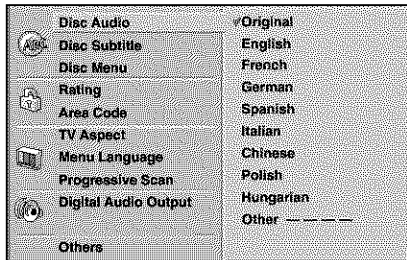 Disc Audio
Disc Subtitle
Disc Menu
Rating
Area Code
TV Aspect
Menu Language
Progressive Scan
Digital Audio Output
Others
✓Original
English
French
German
Spanish
Italian
Chinese
Polish
Hungarian
Other — — — —
ABC